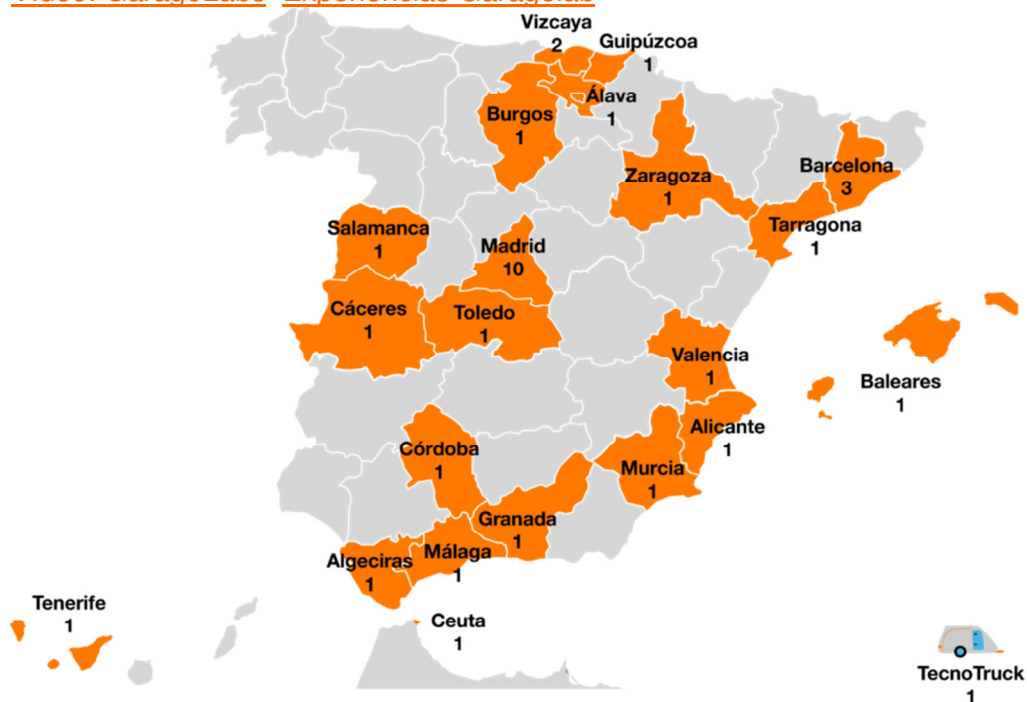 Vizcaya
2
Guipúzcoa
1
Álava
1
Burgos
1
Zaragoza
1
Barcelona
3
Tarragona
1
Salamanca
1
Madrid
10
Cáceres
1
Toledo
1
Valencia
1
Baleares
1
Alicante
1
Córdoba
1
Murcia
1
Granada
1
Algeciras
1
Málaga
1
Tenerife
1
Ceuta
1
TecnoTruck
1